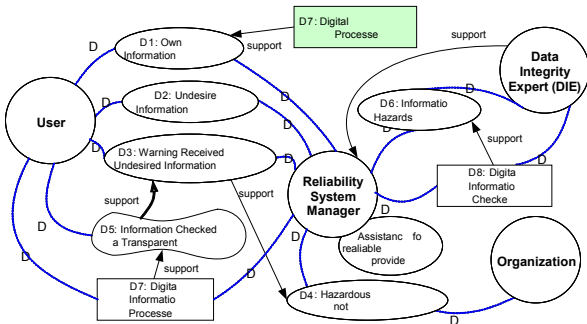 D7: Digital
Processe
support
support
D1: Own
Information
D
D
D2: Undesire
Information
D
D
D6: Informatio
Hazards
D
D
Data
Integrity
Expert (DIE)
User
D
D
D3: Warning Received
Undesired Information
D
support
D
D
D8: Digita
Informatio
Checke
Reliability
System
Manager
D
support
D
D5: Information Checked
a Transparent
D
support
D7: Digita
Informatio
Processe
D
D
support
D
Assistanc fo
realiable
provide
D
D4: Hazardous
not
D
Organization